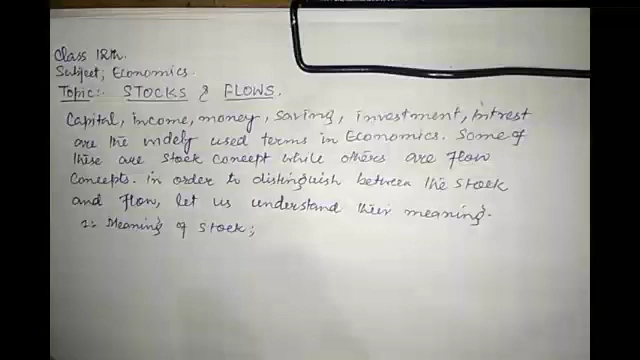 Class 12th.
Subject; Economics.
Topic:- STOCKS & FLOWS.
Capital, income, money, saving, investment, intrest
are the widely used terms in Economics. Some of
these are stock concept while others are flow
concepts. in order to distinguish between the stock
and flow, let us understand their meaning.
1:- Meaning of stock;